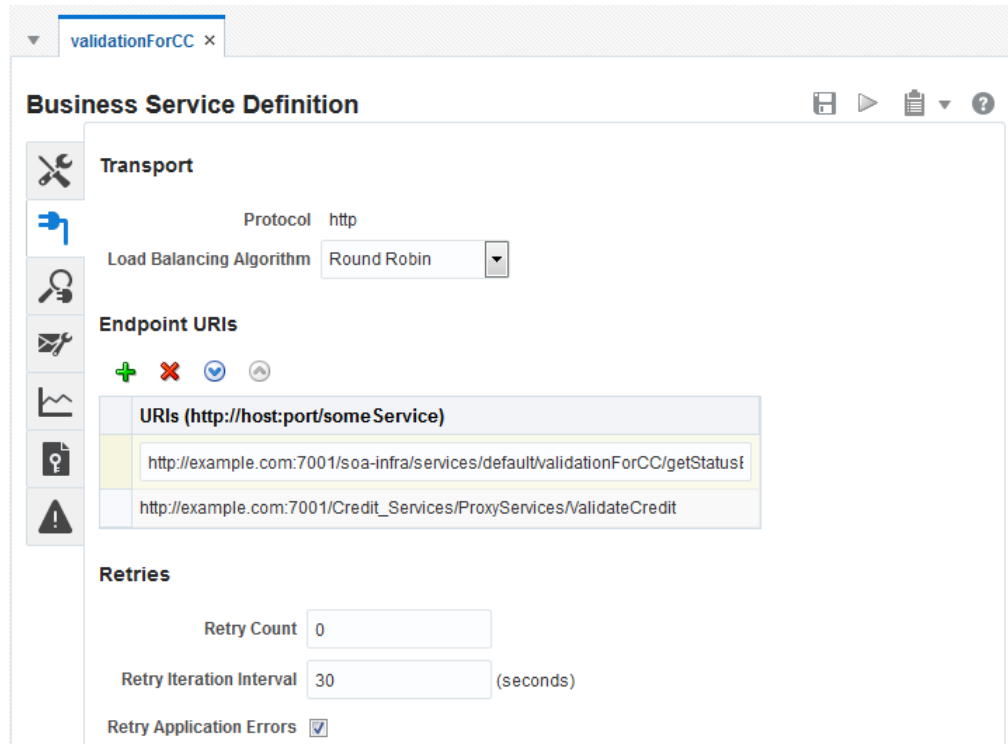 validationForCC ×
Business Service Definition
Transport
Protocol http
Load Balancing Algorithm Round Robin
Endpoint URIs
URIs (http://host:port/someService)
http://example.com:7001/soa-infra/services/default/validationForCC/getStatusE
http://example.com:7001/Credit_Services/ProxyServices/ValidateCredit
Retries
Retry Count 0
Retry Iteration Interval 30 (seconds)
Retry Application Errors